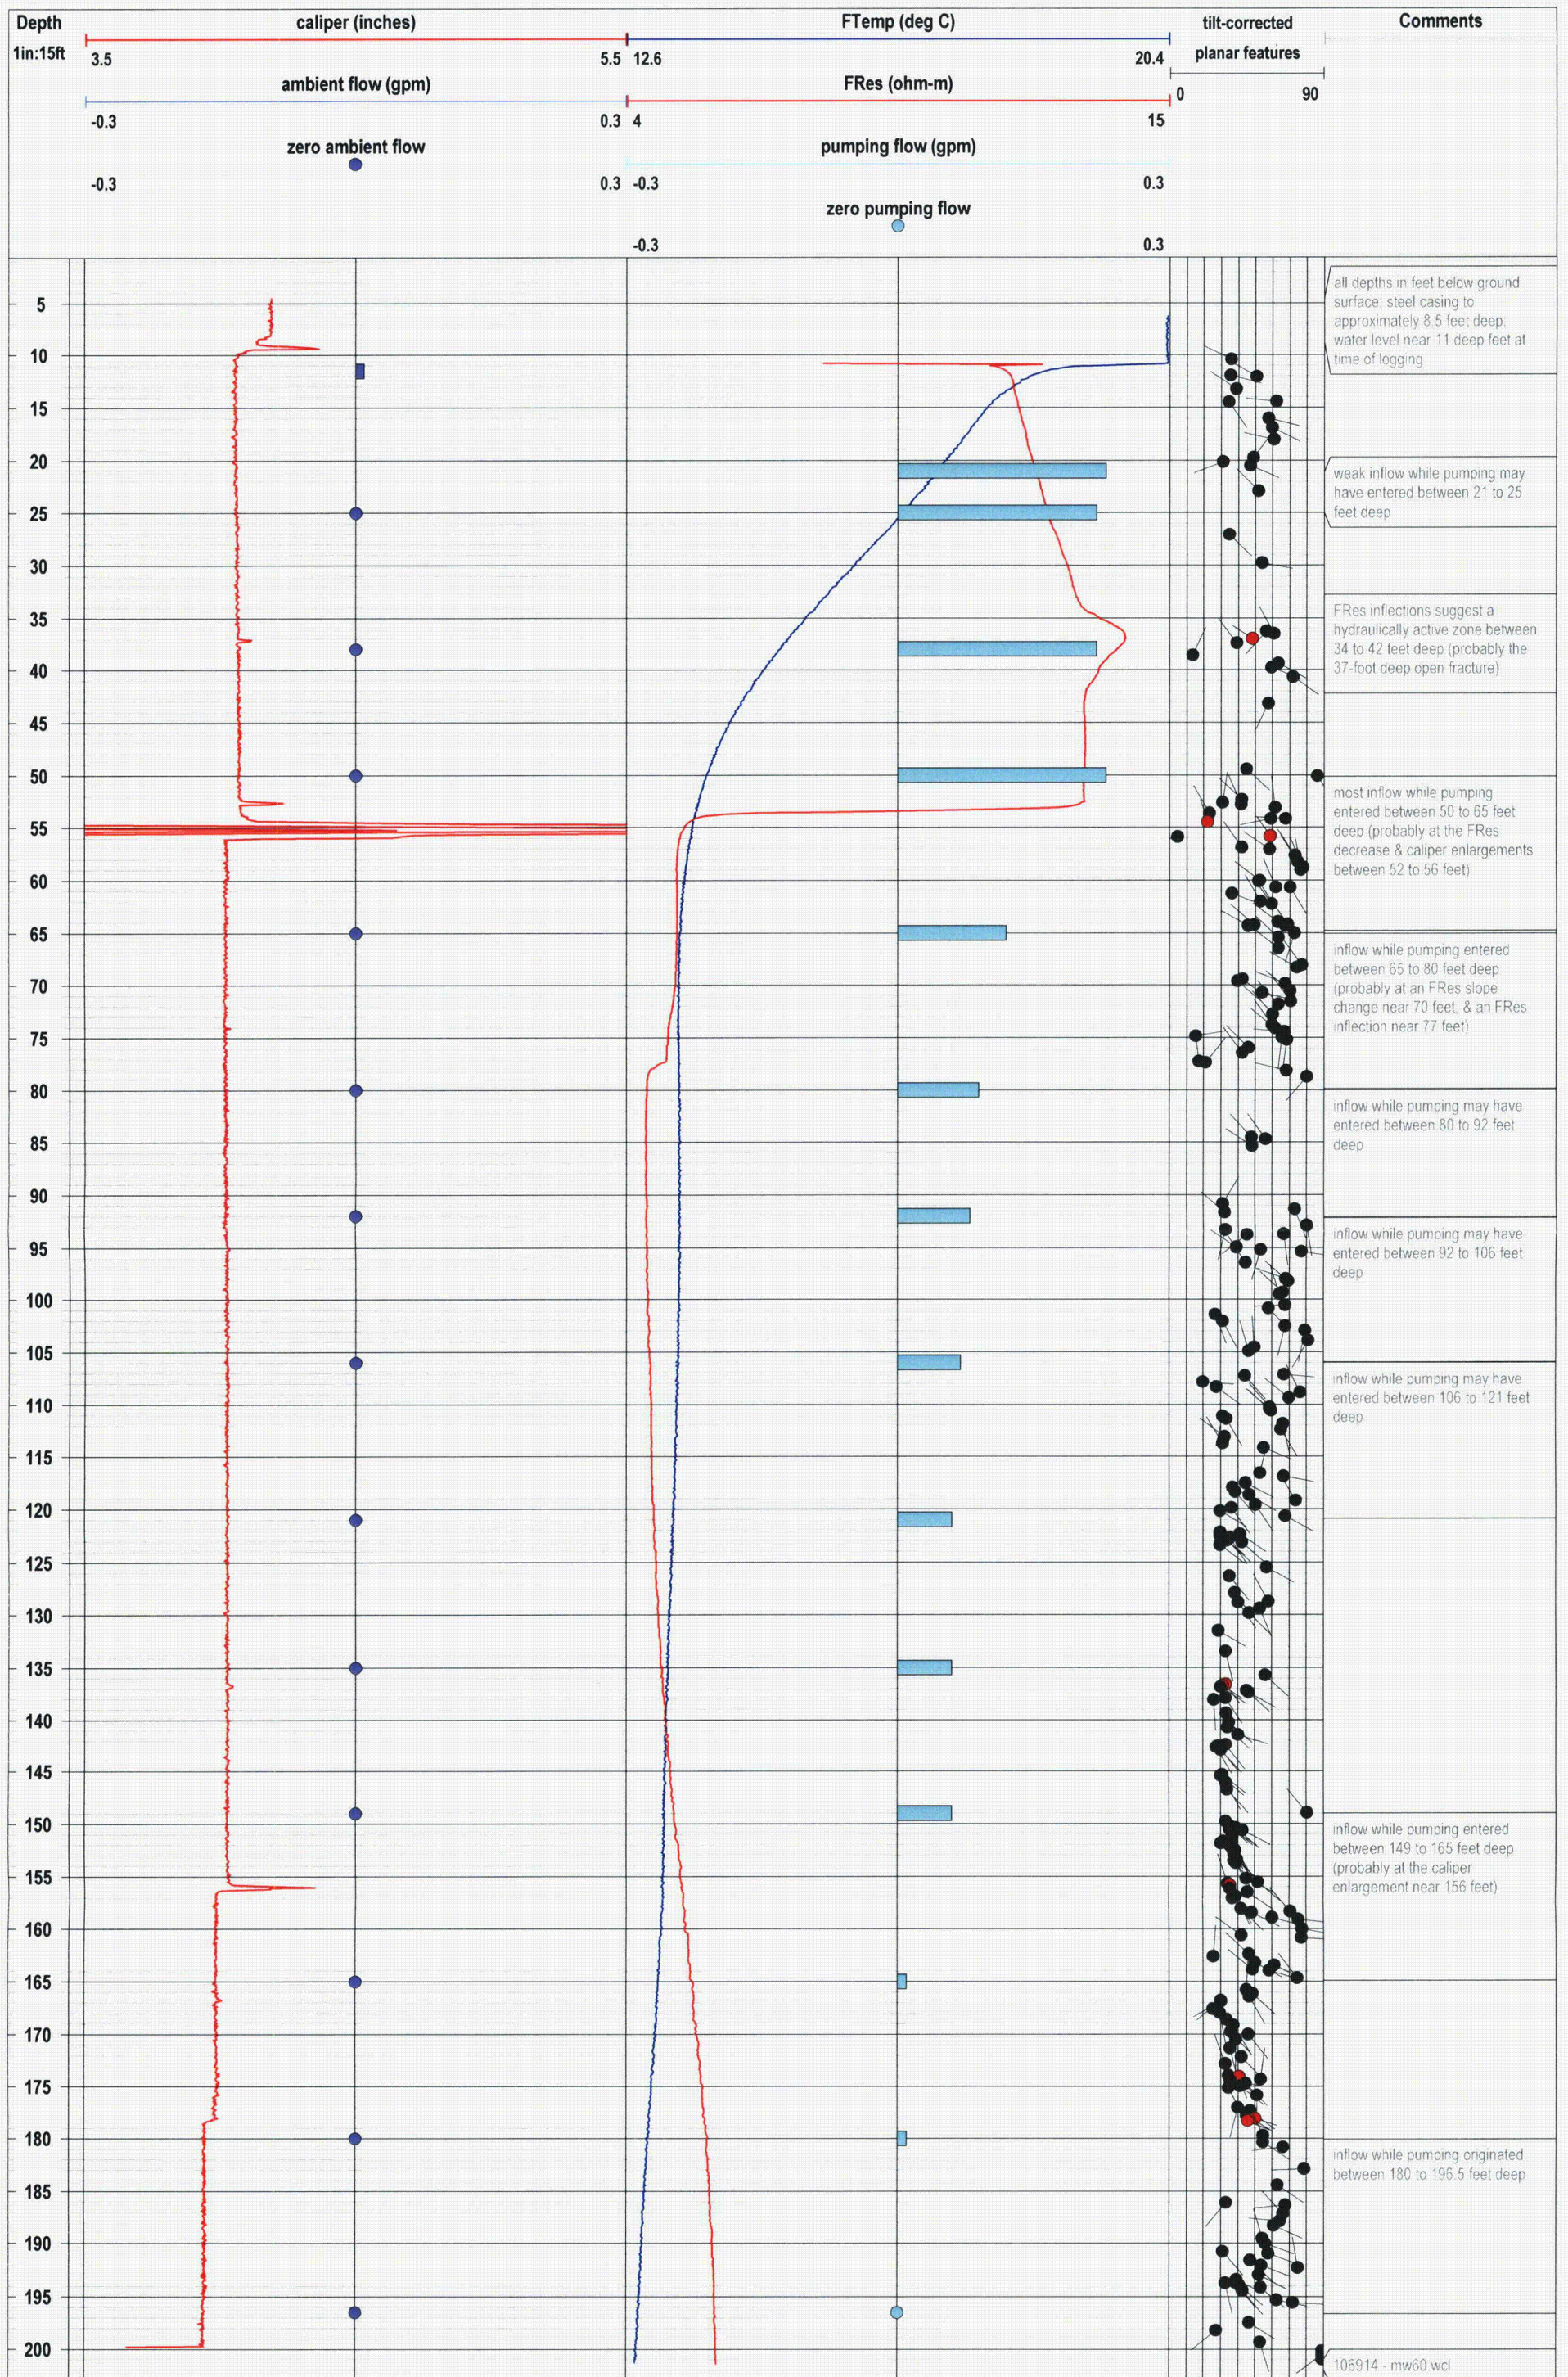 Depth
caliper (inches)
FTemp (deg C)
tilt-corrected
Comments
1in:15ft
3.5
5.5
12.6
20.4
planar features
ambient flow (gpm)
FRes (ohm-m)
0
90
-0.3
0.3
4
15
zero ambient flow
pumping flow (gpm)
-0.3
0.3
-0.3
0.3
zero pumping flow
-0.3
0.3
all depths in feet below ground
surface; steel casing to
approximately 8.5 feet deep;
water level near 11 deep feet at
time of logging
5
10
15
20
weak inflow while pumping may
have entered between 21 to 25
feet deep
25
30
FRes inflections suggest a
hydraulically active zone between
34 to 42 feet deep (probably the
37-foot deep open fracture)
35
40
45
50
most inflow while pumping
entered between 50 to 65 feet
deep (probably at the FRes
decrease & caliper enlargements
between 52 to 56 feet)
55
60
65
inflow while pumping entered
between 65 to 80 feet deep
(probably at an FRes slope
change near 70 feet, & an FRes
inflection near 77 feet)
70
75
80
inflow while pumping may have
entered between 80 to 92 feet
deep
85
90
inflow while pumping may have
entered between 92 to 106 feet
deep
95
100
105
inflow while pumping may have
entered between 106 to 121 feet
deep
110
115
120
125
130
135
140
145
150
inflow while pumping entered
between 149 to 165 feet deep
(probably at the caliper
enlargement near 156 feet)
155
160
165
170
175
180
inflow while pumping originated
between 180 to 196.5 feet deep
185
190
195
200
106914 - mw60.wcl